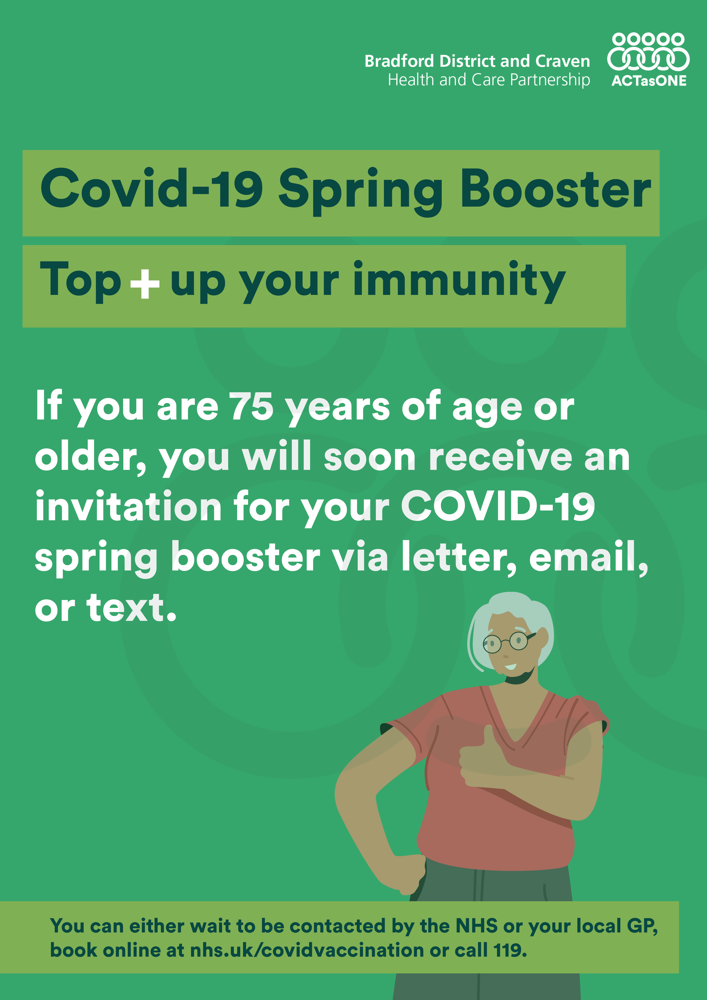 Bradford District and Craven
Health and Care Partnership
ACTasONE
Covid-19 Spring Booster
Top + up your immunity
If you are 75 years of age or
older, you will soon receive an
invitation for your COVID-19
spring booster via letter, email,
or text.
You can either wait to be contacted by the NHS or your local GP,
book online at nhs.uk/covidvaccination or call 119.